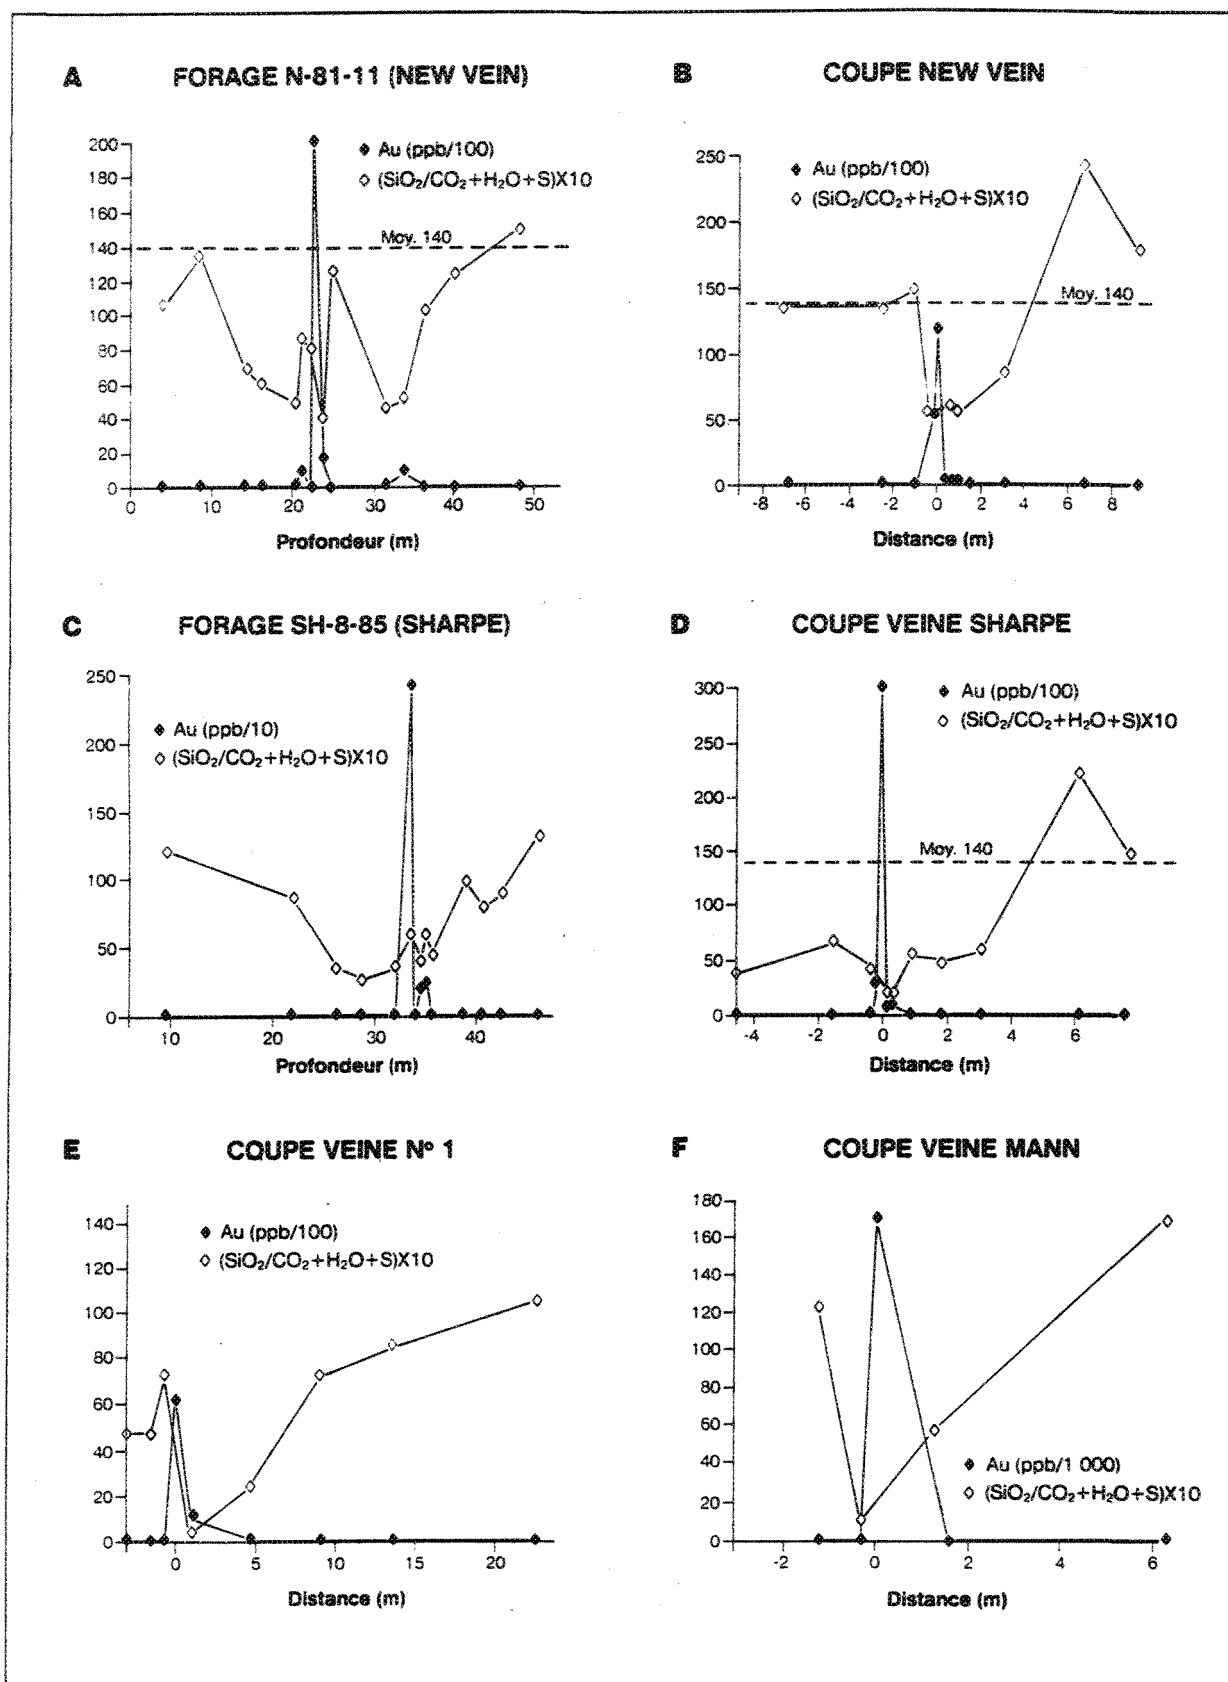 A FORAGE N-81-11 (NEW VEIN)
200
180
160
140
120
100
80
60
40
20
0
Au (ppb/100)
(SiO₂/CO₂+H₂O+S)X10
Moy. 140
0 10 20 30 40 50
Profondeur (m)
B COUPE NEW VEIN
250
200
150
100
50
0
Au (ppb/100)
(SiO₂/CO₂+H₂O+S)X10
Moy. 140
-8 -6 -4 -2 0 2 4 6 8
Distance (m)
C FORAGE SH-8-85 (SHARPE)
250
200
150
100
50
0
Au (ppb/10)
(SiO₂/CO₂+H₂O+S)X10
10 20 30 40
Profondeur (m)
D COUPE VEINE SHARPE
300
250
200
150
100
50
0
Au (ppb/100)
(SiO₂/CO₂+H₂O+S)X10
Moy. 140
-4 -2 0 2 4 6
Distance (m)
E COUPE VEINE Nº 1
140
120
100
80
60
40
20
0
Au (ppb/100)
(SiO₂/CO₂+H₂O+S)X10
0 5 10 15 20
Distance (m)
F COUPE VEINE MANN
180
160
140
120
100
80
60
40
20
0
Au (ppb/1 000)
(SiO₂/CO₂+H₂O+S)X10
-2 0 2 4 6
Distance (m)